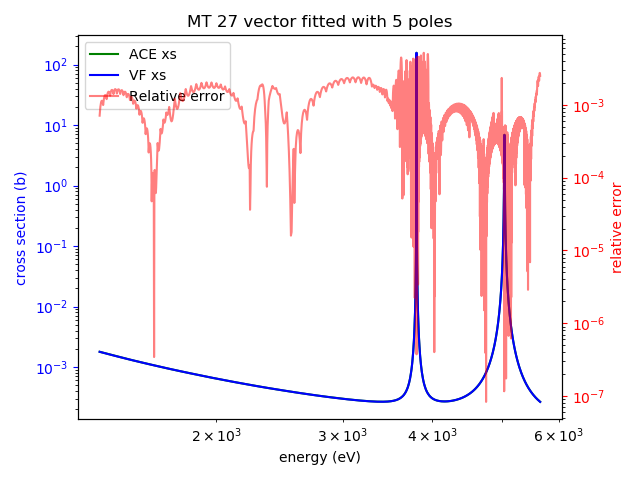 MT 27 vector fitted with 5 poles
ACE xs
VF xs
Relative error
cross section (b)
10²
10¹
10⁰
10⁻¹
10⁻²
10⁻³
relative error
10⁻³
10⁻⁴
10⁻⁵
10⁻⁶
10⁻⁷
2 × 10³ 3 × 10³ 4 × 10³ 6 × 10³
energy (eV)